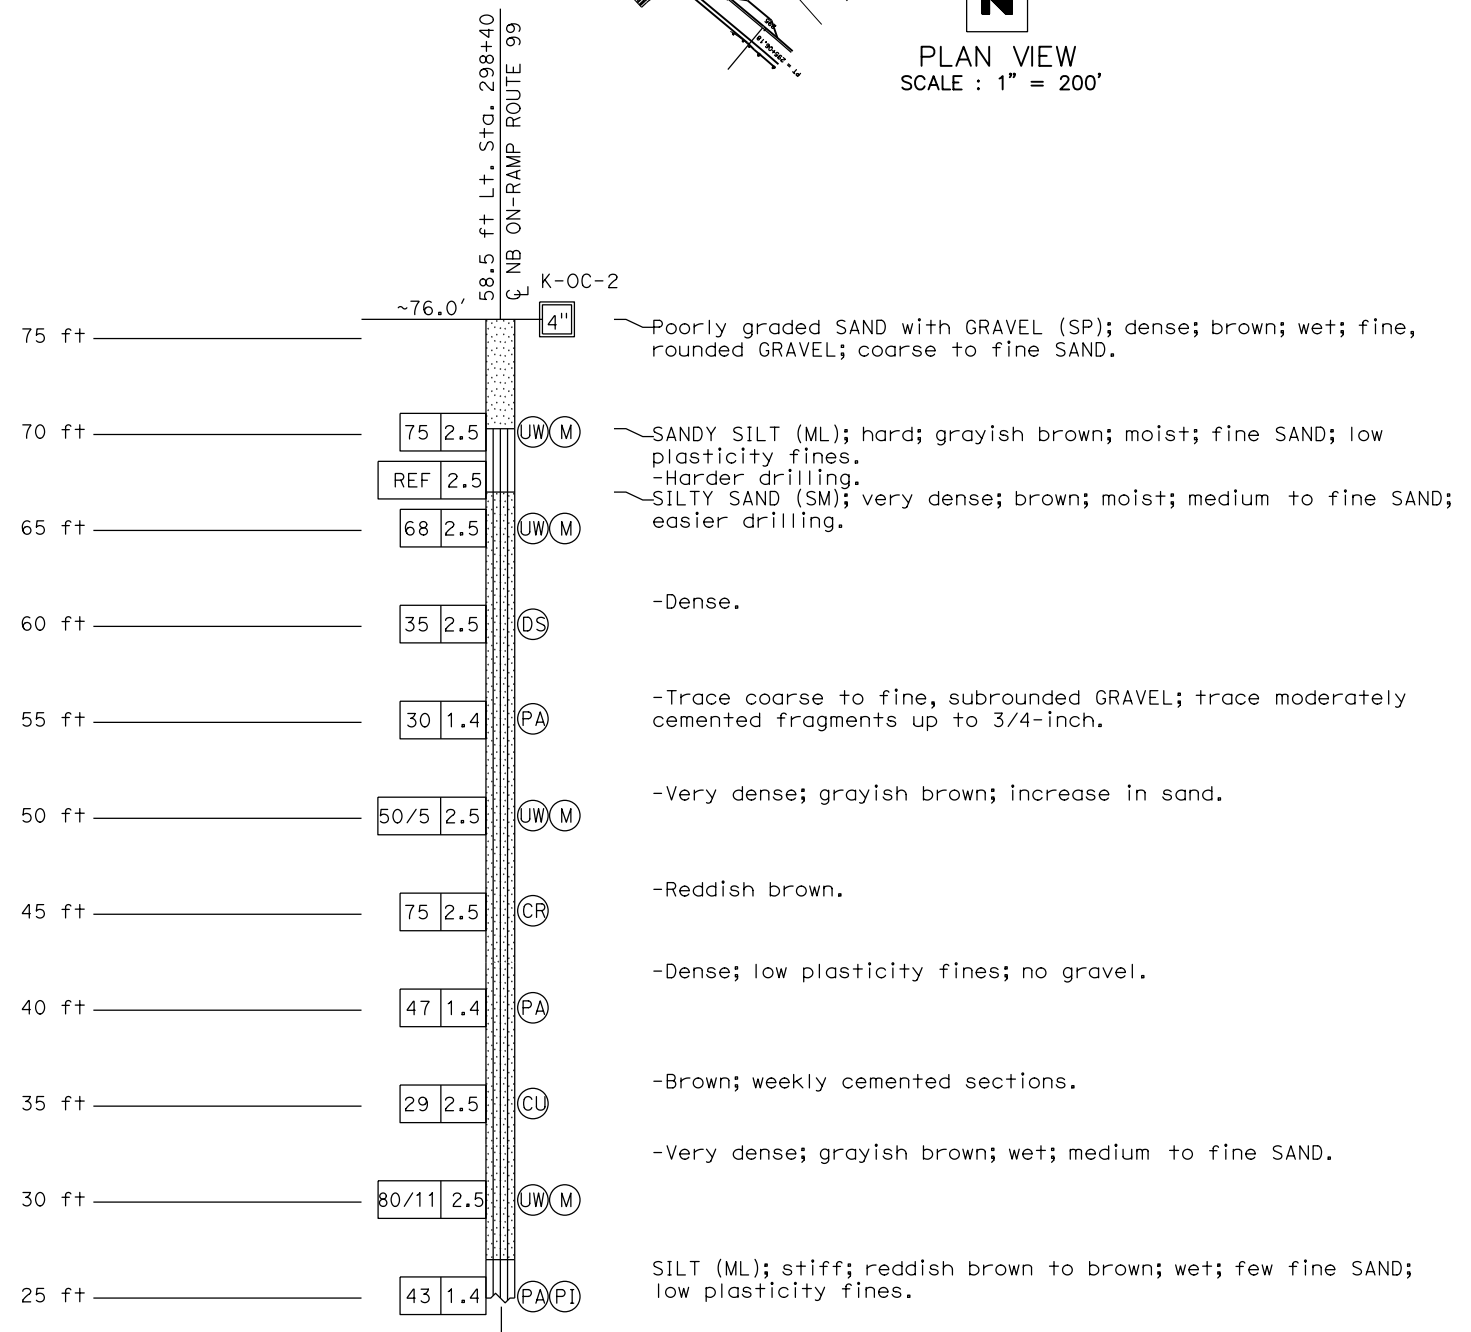 PT = 295+06.18
PLAN VIEW
SCALE : 1" = 200'
58.5 ft Lt. Sta. 298+40
℄ NB ON-RAMP ROUTE 99
K-OC-2
~76.0'
4"
75 ft
Poorly graded SAND with GRAVEL (SP); dense; brown; wet; fine,
rounded GRAVEL; coarse to fine SAND.
70 ft
75 2.5 UW M
SANDY SILT (ML); hard; grayish brown; moist; fine SAND; low
plasticity fines.
-Harder drilling.
REF 2.5
SILTY SAND (SM); very dense; brown; moist; medium to fine SAND;
easier drilling.
65 ft
68 2.5 UW M
-Dense.
60 ft
35 2.5 DS
-Trace coarse to fine, subrounded GRAVEL; trace moderately
cemented fragments up to 3/4-inch.
55 ft
30 1.4 PA
-Very dense; grayish brown; increase in sand.
50 ft
50/5 2.5 UW M
-Reddish brown.
45 ft
75 2.5 CR
-Dense; low plasticity fines; no gravel.
40 ft
47 1.4 PA
-Brown; weekly cemented sections.
35 ft
29 2.5 CU
-Very dense; grayish brown; wet; medium to fine SAND.
30 ft
80/11 2.5 UW M
SILT (ML); stiff; reddish brown to brown; wet; few fine SAND;
low plasticity fines.
25 ft
43 1.4 PA PI